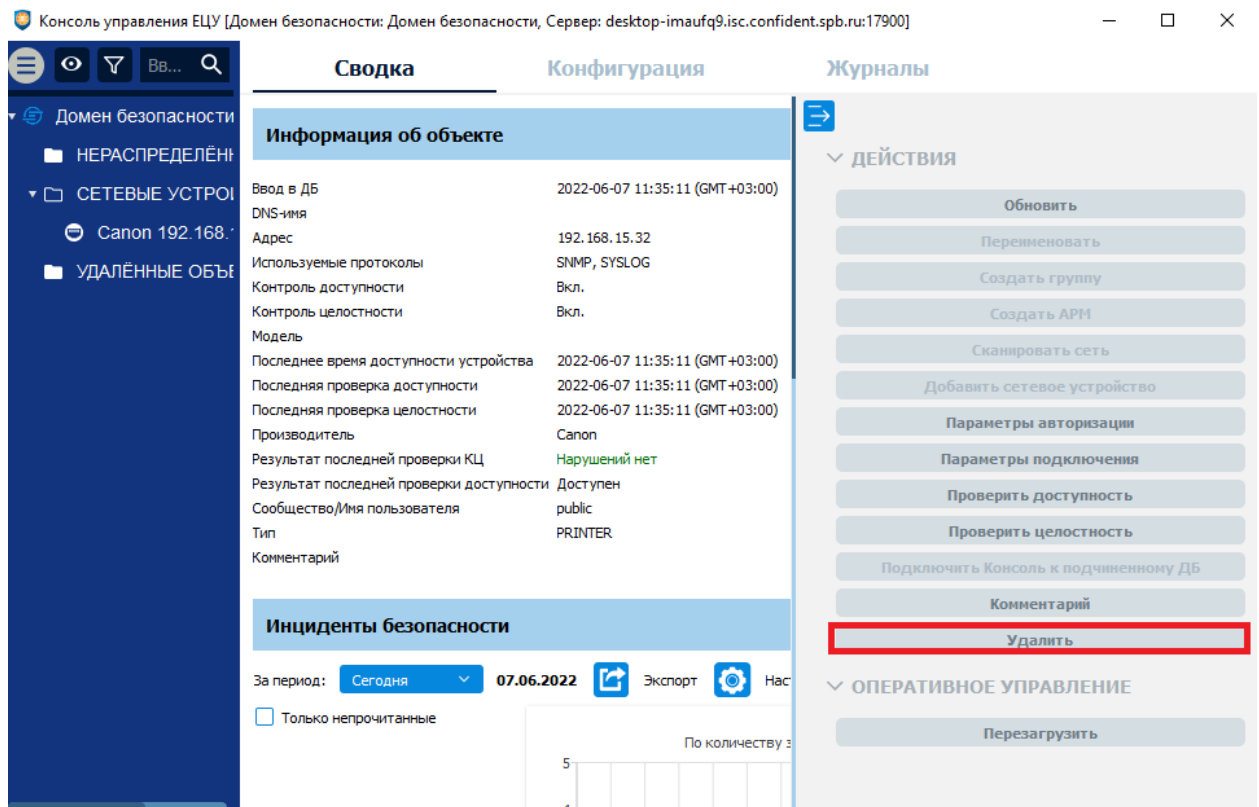 Консоль управления ЕЦУ [Домен безопасности: Домен безопасности, Сервер: desktop-imaufq9.isc.confident.spb.ru:17900]
Вв...
Домен безопасности
НЕРАСПРЕДЕЛЁНН
СЕТЕВЫЕ УСТРОЙ
Canon 192.168.1
УДАЛЁННЫЕ ОБЪЕ
Сводка Конфигурация Журналы
Информация об объекте
Ввод в ДБ 2022-06-07 11:35:11 (GMT+03:00)
DNS-имя
Адрес 192.168.15.32
Используемые протоколы SNMP, SYSLOG
Контроль доступности Вкл.
Контроль целостности Вкл.
Модель
Последнее время доступности устройства 2022-06-07 11:35:11 (GMT+03:00)
Последняя проверка доступности 2022-06-07 11:35:11 (GMT+03:00)
Последняя проверка целостности 2022-06-07 11:35:11 (GMT+03:00)
Производитель Canon
Результат последней проверки КЦ Нарушений нет
Результат последней проверки доступности Доступен
Сообщество/Имя пользователя public
Тип PRINTER
Комментарий
Инциденты безопасности
За период: Сегодня 07.06.2022 Экспорт Нас
Только непрочитанные
По количеству з
5
ДЕЙСТВИЯ
Обновить
Переименовать
Создать группу
Создать АРМ
Сканировать сеть
Добавить сетевое устройство
Параметры авторизации
Параметры подключения
Проверить доступность
Проверить целостность
Подключить Консоль к подчиненному ДБ
Комментарий
Удалить
ОПЕРАТИВНОЕ УПРАВЛЕНИЕ
Перезагрузить